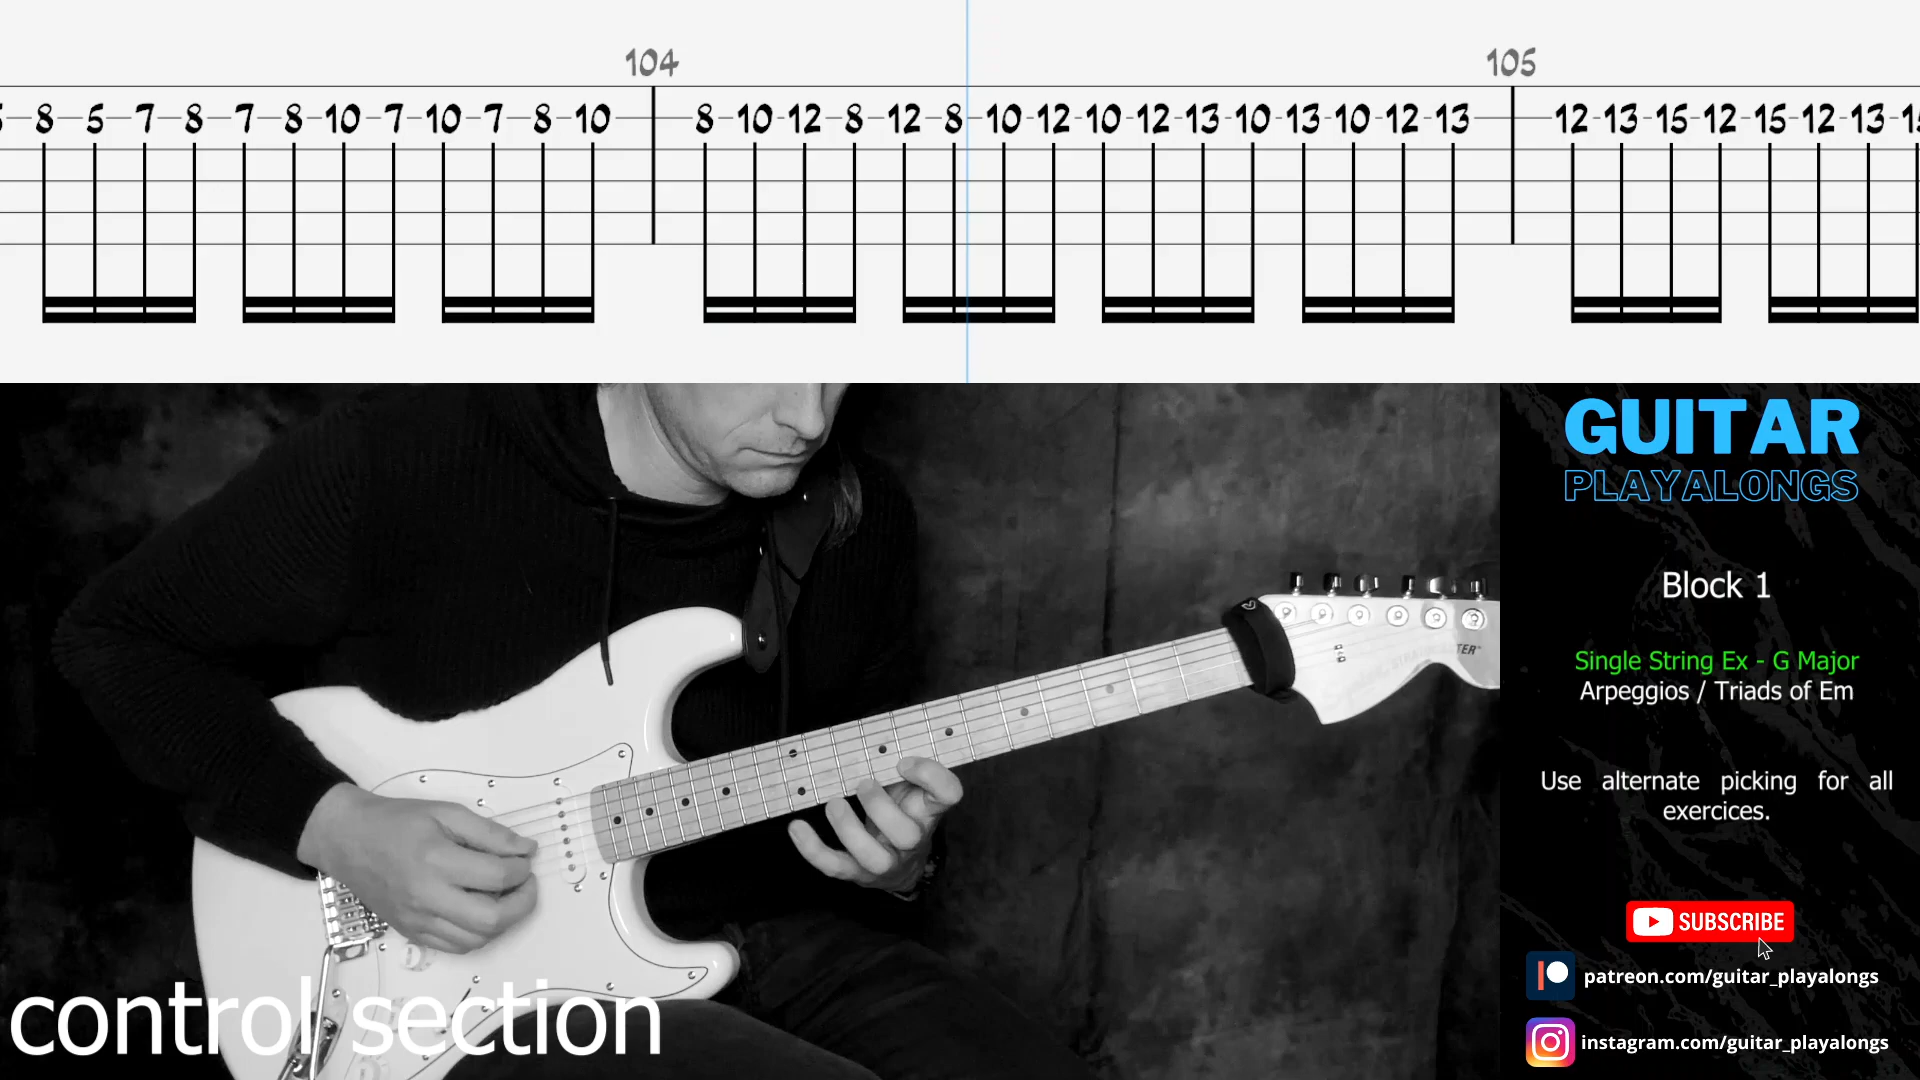 104 105
8 5 7 8 7 8 10 7 10 7 8 10 8 10 12 8 12 8 10 12 10 12 13 10 13 10 12 13 12 13 15 12 15 12 13
GUITAR
PLAYALONGS
Block 1
Single String Ex - G Major
Arpeggios / Triads of Em
Use alternate picking for all
exercices.
SUBSCRIBE
patreon.com/guitar_playalongs
instagram.com/guitar_playalongs
control section